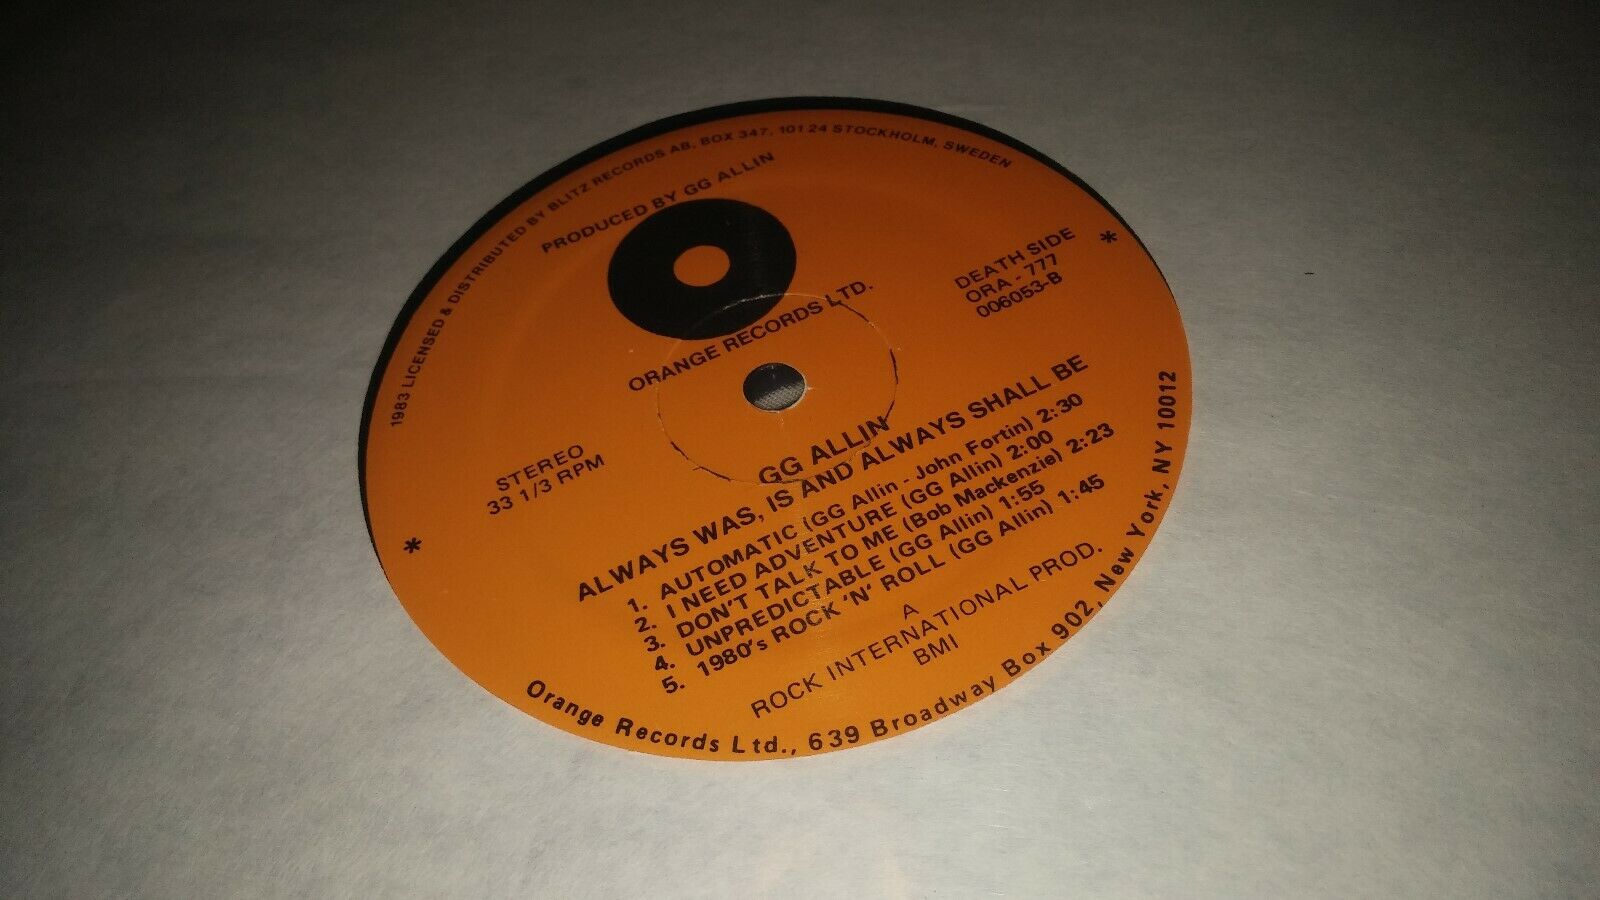 1983 LICENSED & DISTRIBUTED BY BLITZ RECORDS AB, BOX 347, 101 24 STOCKHOLM, SWEDEN
PRODUCED BY GG ALLIN
ORANGE RECORDS LTD.
DEATH SIDE
ORA - 777
006053-B
STEREO
33 1/3 RPM
* *
GG ALLIN
ALWAYS WAS, IS AND ALWAYS SHALL BE
1. AUTOMATIC (GG Allin - John Fortin) 2:30
2. I NEED ADVENTURE (GG Allin) 2:00
3. DON'T TALK TO ME (Bob Mackenzie) 2:23
4. UNPREDICTABLE (GG Allin) 1:55
5. 1980's ROCK 'N' ROLL (GG Allin) 1:45
A
ROCK INTERNATIONAL PROD.
BMI
Orange Records Ltd., 639 Broadway Box 902, New York, NY 10012